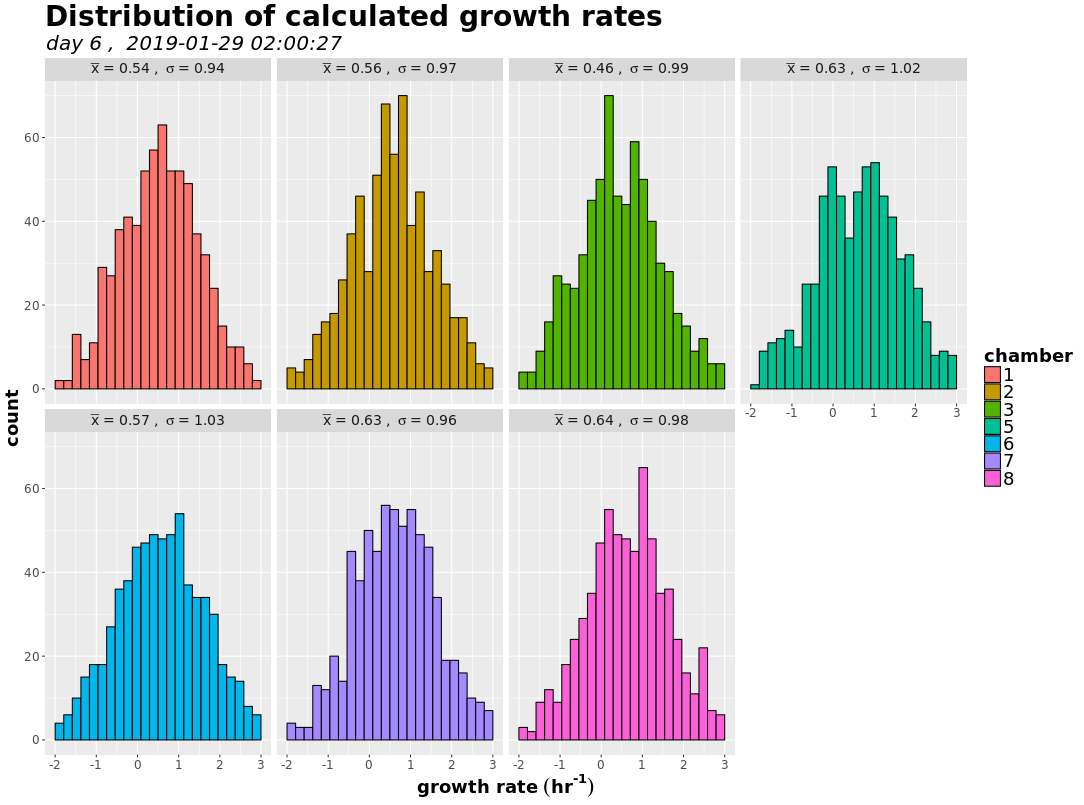 Distribution of calculated growth rates
day 6 ,  2019-01-29 02:00:27
x̅ = 0.54 ,  σ = 0.94
x̅ = 0.56 ,  σ = 0.97
x̅ = 0.46 ,  σ = 0.99
x̅ = 0.63 ,  σ = 1.02
60
40
20
0
-2 -1 0 1 2 3
x̅ = 0.57 ,  σ = 1.03
x̅ = 0.63 ,  σ = 0.96
x̅ = 0.64 ,  σ = 0.98
60
40
20
0
-2 -1 0 1 2 3
-2 -1 0 1 2 3
-2 -1 0 1 2 3
count
growth rate (hr⁻¹)
chamber
1
2
3
5
6
7
8